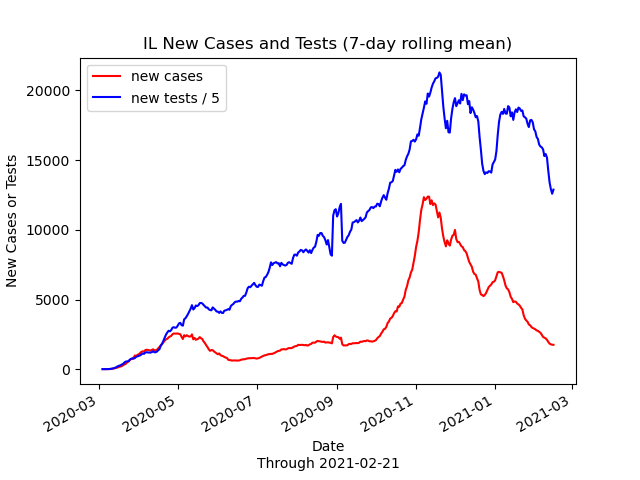 IL New Cases and Tests (7-day rolling mean)
new cases
new tests / 5
New Cases or Tests
20000
15000
10000
5000
0
2020-03
2020-05
2020-07
2020-09
2020-11
2021-01
2021-03
Date
Through 2021-02-21